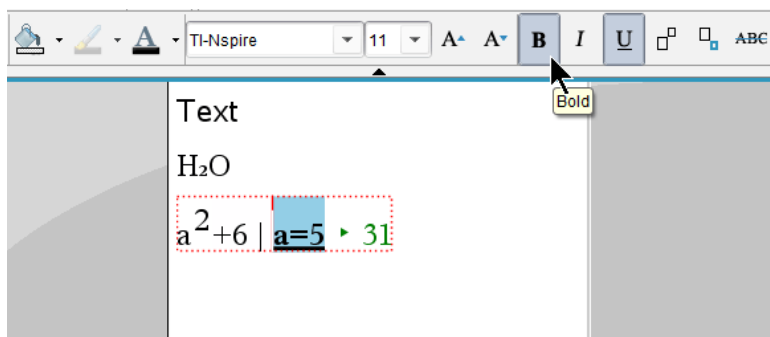 A TI-Nspire 11 A A B I U ABC
Bold
Text
H₂O
a²+6 | a=5 ▸ 31